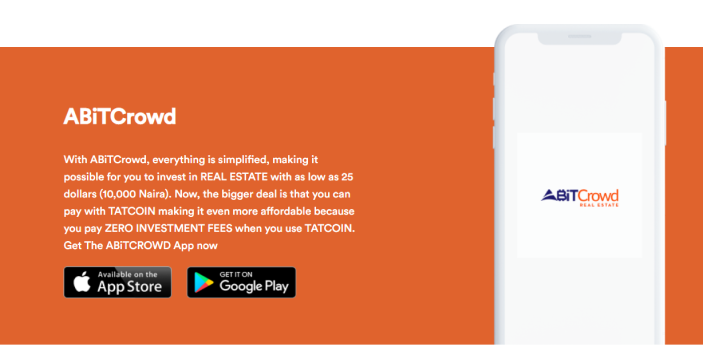 ABiTCrowd
With ABiTCrowd, everything is simplified, making it
possible for you to invest in REAL ESTATE with as low as 25
dollars (10,000 Naira). Now, the bigger deal is that you can
pay with TATCOIN making it even more affordable because
you pay ZERO INVESTMENT FEES when you use TATCOIN.
Get The ABiTCROWD App now
Available on the
App Store
GET IT ON
Google Play
ABiTCrowd
REAL ESTATE